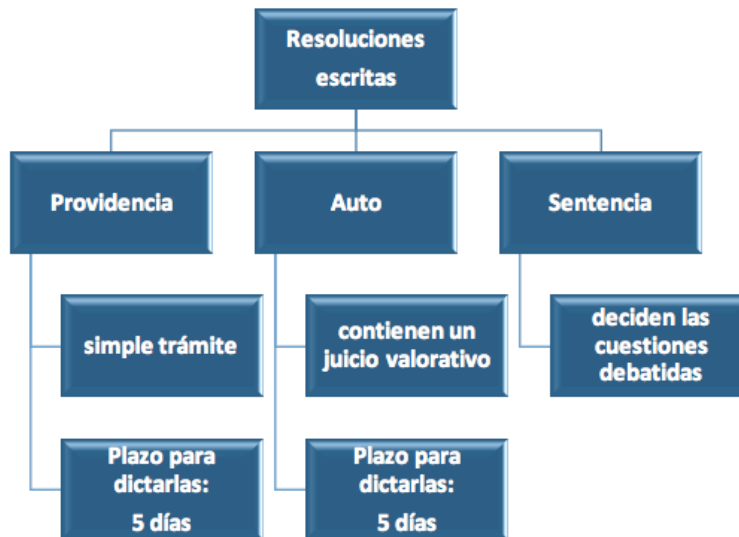 Resoluciones
escritas
Providencia
Auto
Sentencia
simple trámite
contienen un
juicio valorativo
deciden las
cuestiones
debatidas
Plazo para
dictarlas:
5 días
Plazo para
dictarlas:
5 días